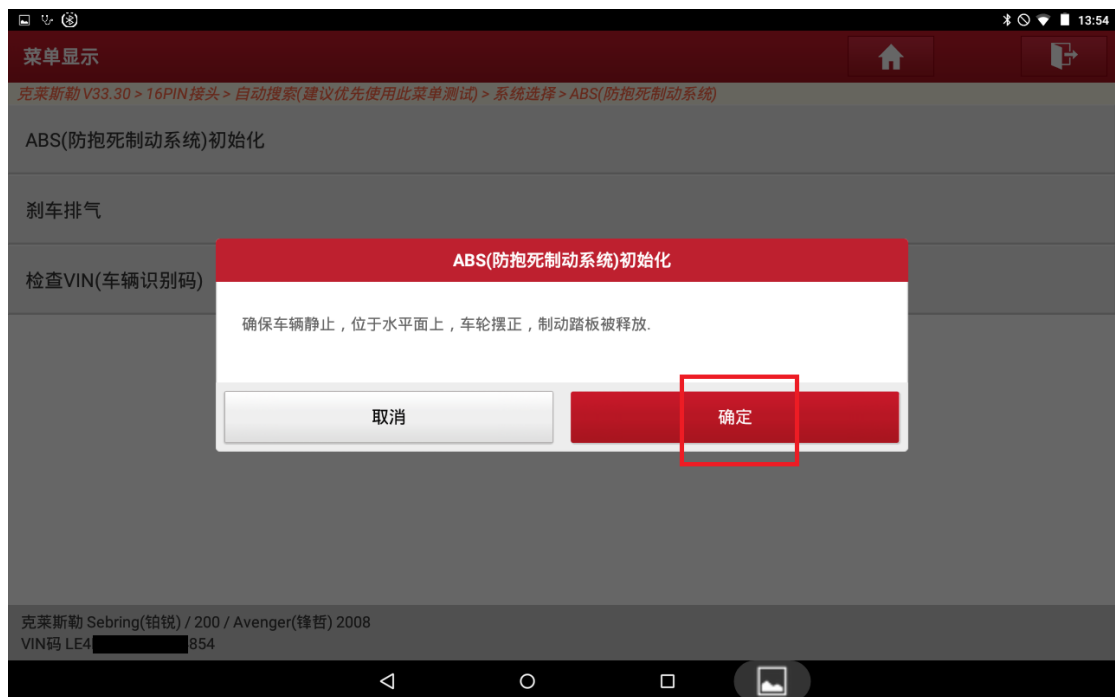 13:54
菜单显示
克莱斯勒 V33.30 > 16PIN接头 > 自动搜索(建议优先使用此菜单测试) > 系统选择 > ABS(防抱死制动系统)
ABS(防抱死制动系统)初始化
刹车排气
检查VIN(车辆识别码)
ABS(防抱死制动系统)初始化
确保车辆静止，位于水平面上，车轮摆正，制动踏板被释放.
取消
确定
克莱斯勒 Sebring(铂锐) / 200 / Avenger(锋哲) 2008
VIN码 LE4 854